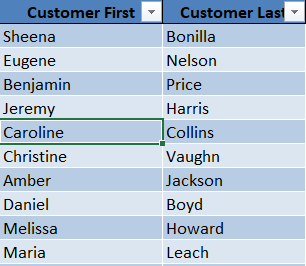 Customer First Customer Last
Sheena Bonilla
Eugene Nelson
Benjamin Price
Jeremy Harris
Caroline Collins
Christine Vaughn
Amber Jackson
Daniel Boyd
Melissa Howard
Maria Leach